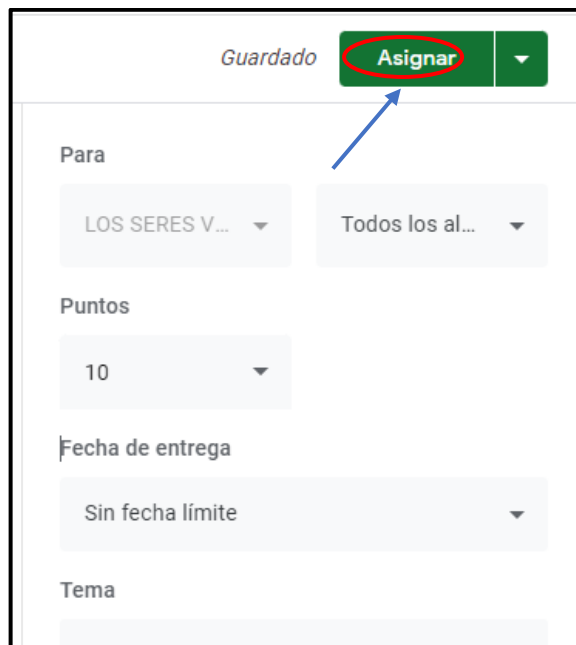 Guardado Asignar
Para
LOS SERES V... Todos los al...
Puntos
10
Fecha de entrega
Sin fecha límite
Tema